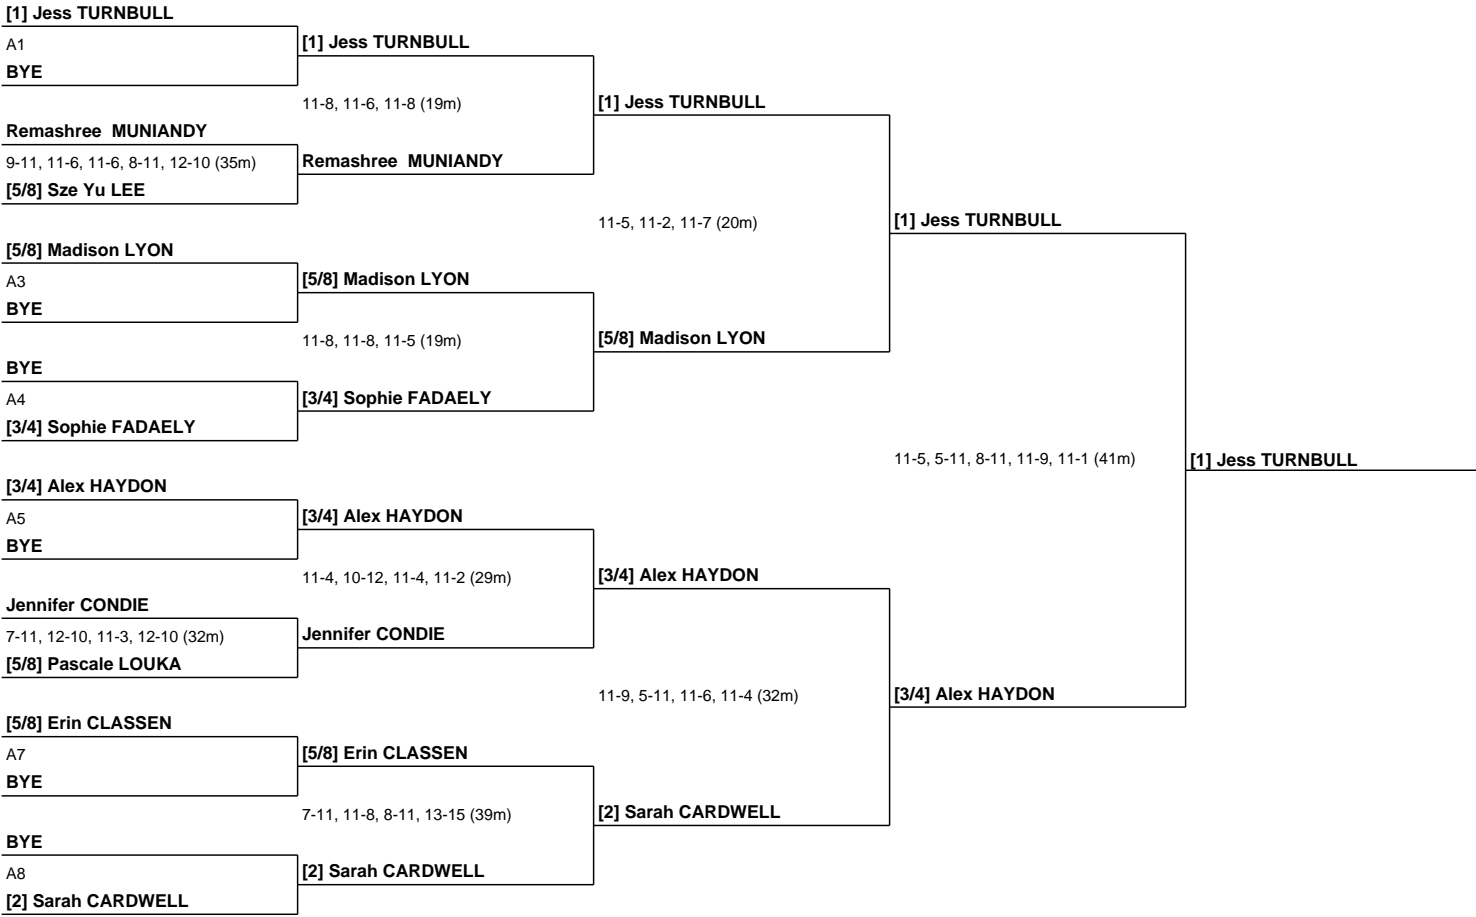 [1] Jess TURNBULL
A1
BYE
Remashree MUNIANDY
9-11, 11-6, 11-6, 8-11, 12-10 (35m)
[5/8] Sze Yu LEE
[5/8] Madison LYON
A3
BYE
BYE
A4
[3/4] Sophie FADAELY
[3/4] Alex HAYDON
A5
BYE
Jennifer CONDIE
7-11, 12-10, 11-3, 12-10 (32m)
[5/8] Pascale LOUKA
[5/8] Erin CLASSEN
A7
BYE
BYE
A8
[2] Sarah CARDWELL
[1] Jess TURNBULL
11-8, 11-6, 11-8 (19m)
Remashree MUNIANDY
[5/8] Madison LYON
11-8, 11-8, 11-5 (19m)
[3/4] Sophie FADAELY
[3/4] Alex HAYDON
11-4, 10-12, 11-4, 11-2 (29m)
Jennifer CONDIE
[5/8] Erin CLASSEN
7-11, 11-8, 8-11, 13-15 (39m)
[2] Sarah CARDWELL
[1] Jess TURNBULL
11-5, 11-2, 11-7 (20m)
[5/8] Madison LYON
[3/4] Alex HAYDON
11-9, 5-11, 11-6, 11-4 (32m)
[2] Sarah CARDWELL
[1] Jess TURNBULL
11-5, 5-11, 8-11, 11-9, 11-1 (41m)
[3/4] Alex HAYDON
[1] Jess TURNBULL